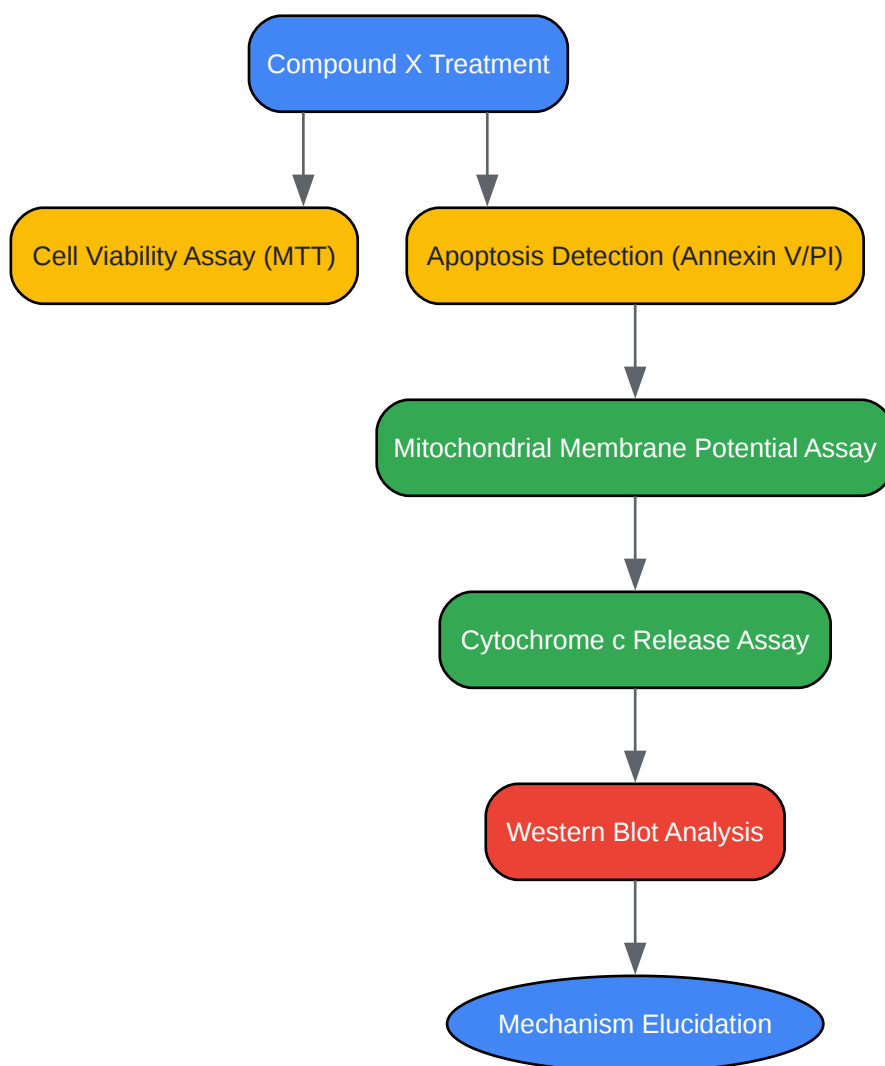 Compound X Treatment
Cell Viability Assay (MTT)
Apoptosis Detection (Annexin V/PI)
Mitochondrial Membrane Potential Assay
Cytochrome c Release Assay
Western Blot Analysis
Mechanism Elucidation